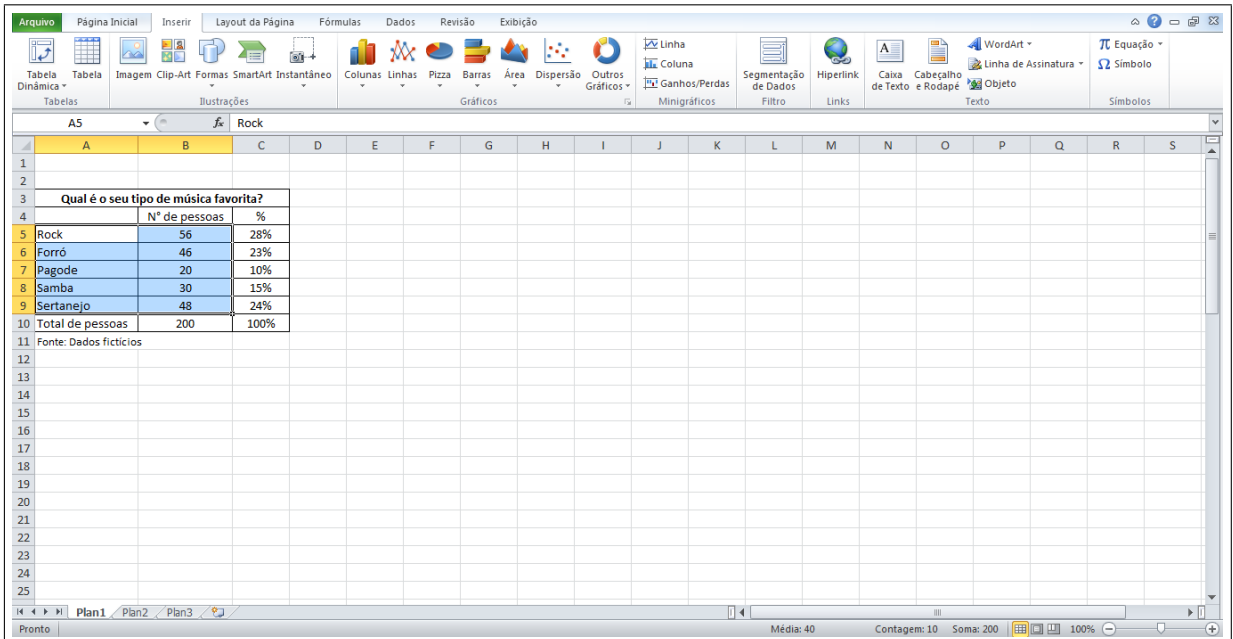 Arquivo Página Inicial Inserir Layout da Página Fórmulas Dados Revisão Exibição
Tabela Dinâmica Tabela Imagem Clip-Art Formas SmartArt Instantâneo Colunas Linhas Pizza Barras Área Dispersão Outros Gráficos Linha Coluna Ganhos/Perdas Segmentação de Dados Hiperlink Caixa de Texto Cabeçalho e Rodapé WordArt Linha de Assinatura Objeto π Equação Ω Símbolo
Tabelas Ilustrações Gráficos Minigráficos Filtro Links Texto Símbolos
A5 fx Rock
A B C D E F G H I J K L M N O P Q R S
1
2
3 Qual é o seu tipo de música favorita?
4 N° de pessoas %
5 Rock 56 28%
6 Forró 46 23%
7 Pagode 20 10%
8 Samba 30 15%
9 Sertanejo 48 24%
10 Total de pessoas 200 100%
11 Fonte: Dados fictícios
12
13
14
15
16
17
18
19
20
21
22
23
24
25
Plan1 Plan2 Plan3
Pronto Média: 40 Contagem: 10 Soma: 200 100%